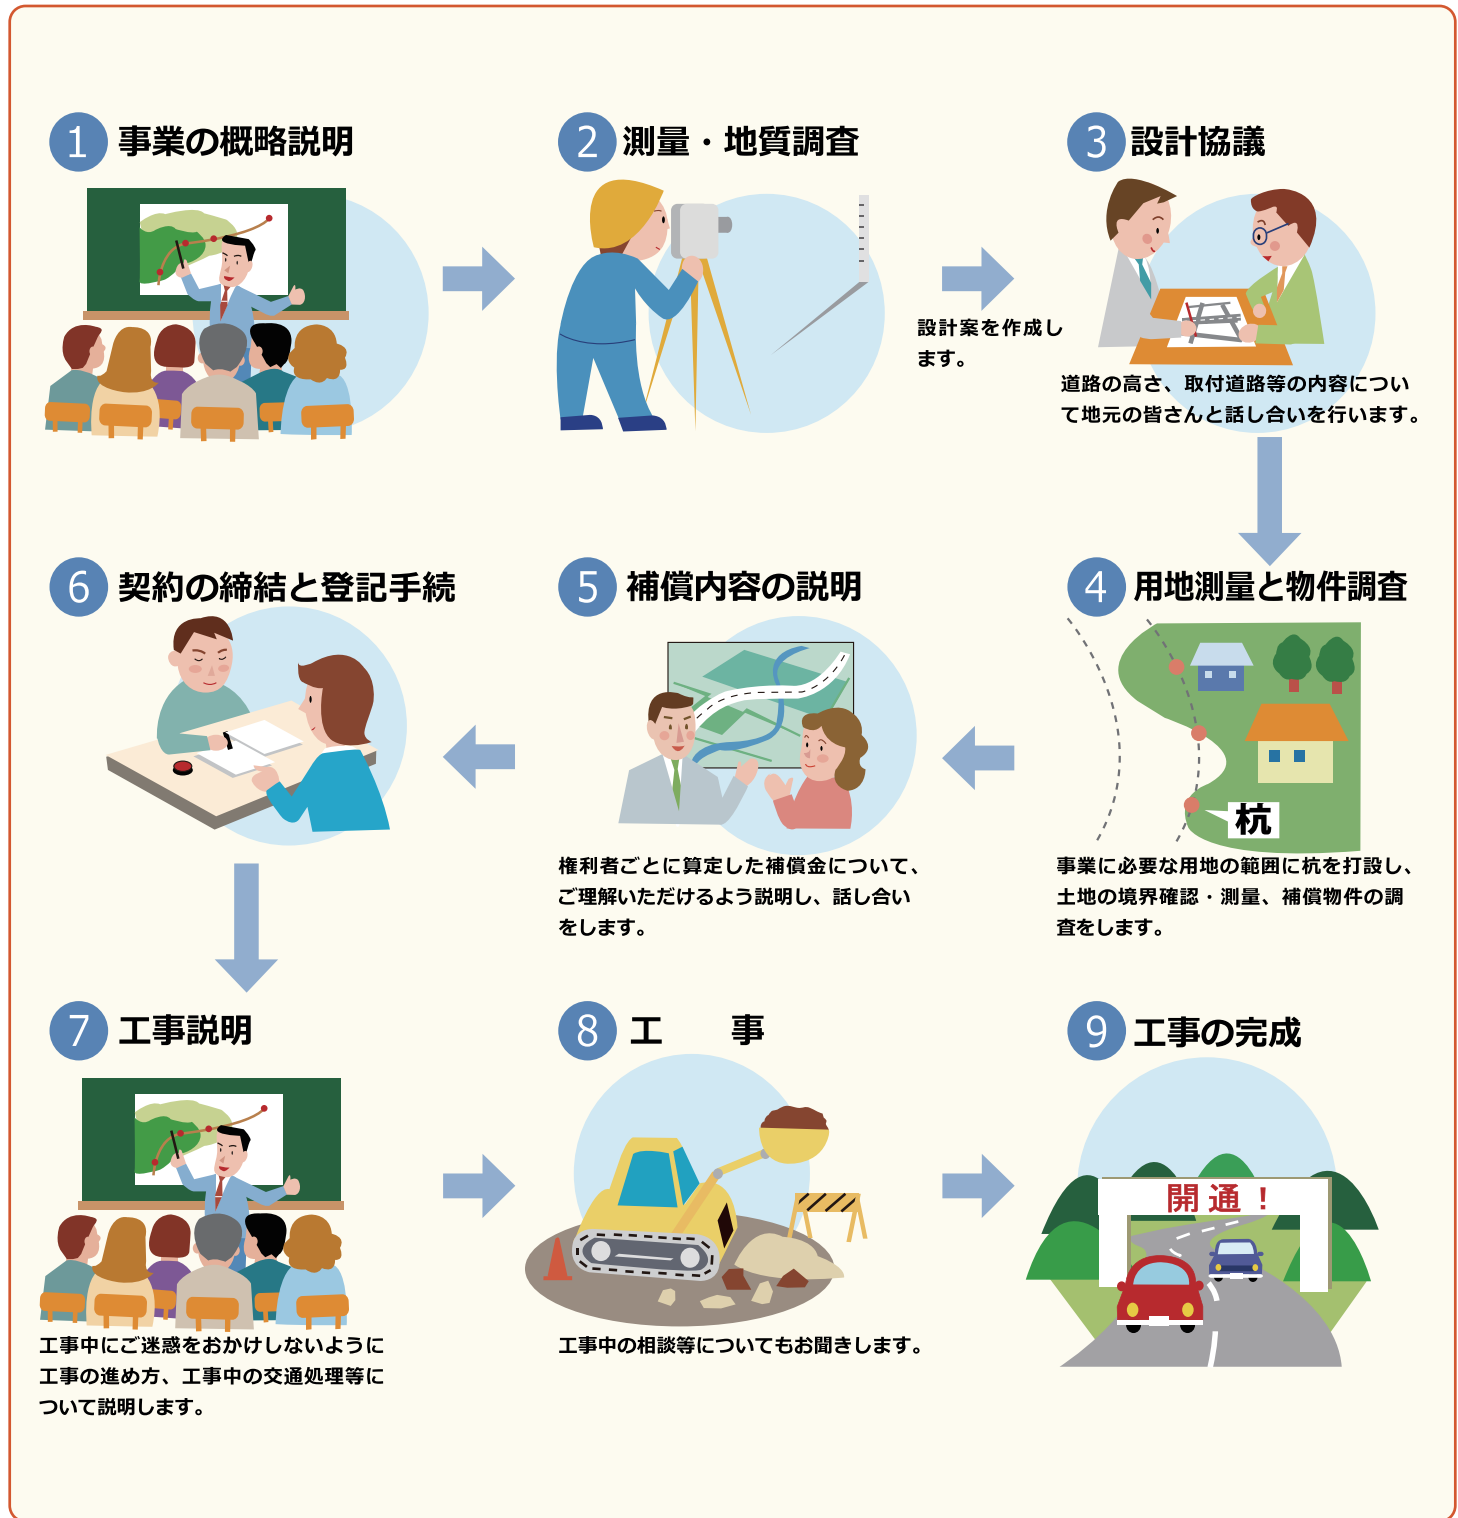 1 事業の概略説明
2 測量・地質調査
設計案を作成し
ます。
3 設計協議
道路の高さ、取付道路等の内容につい
て地元の皆さんと話し合いを行います。
4 用地測量と物件調査
杭
事業に必要な用地の範囲に杭を打設し、
土地の境界確認・測量、補償物件の調
査をします。
5 補償内容の説明
権利者ごとに算定した補償金について、
ご理解いただけるよう説明し、話し合い
をします。
6 契約の締結と登記手続
7 工事説明
工事中にご迷惑をおかけしないように
工事の進め方、工事中の交通処理等に
ついて説明します。
8 工　　事
工事中の相談等についてもお聞きします。
9 工事の完成
開通！